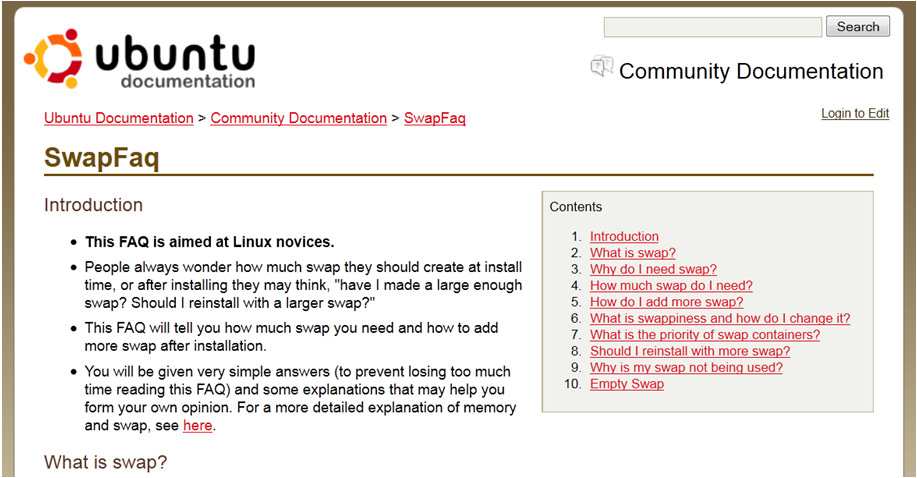 Search
ubuntu
documentation
Community Documentation
Ubuntu Documentation > Community Documentation > SwapFaq
Login to Edit
SwapFaq
Introduction
• This FAQ is aimed at Linux novices.
• People always wonder how much swap they should create at install
time, or after installing they may think, "have I made a large enough
swap? Should I reinstall with a larger swap?"
• This FAQ will tell you how much swap you need and how to add
more swap after installation.
• You will be given very simple answers (to prevent losing too much
time reading this FAQ) and some explanations that may help you
form your own opinion. For a more detailed explanation of memory
and swap, see here.
Contents
1. Introduction
2. What is swap?
3. Why do I need swap?
4. How much swap do I need?
5. How do I add more swap?
6. What is swappiness and how do I change it?
7. What is the priority of swap containers?
8. Should I reinstall with more swap?
9. Why is my swap not being used?
10. Empty Swap
What is swap?